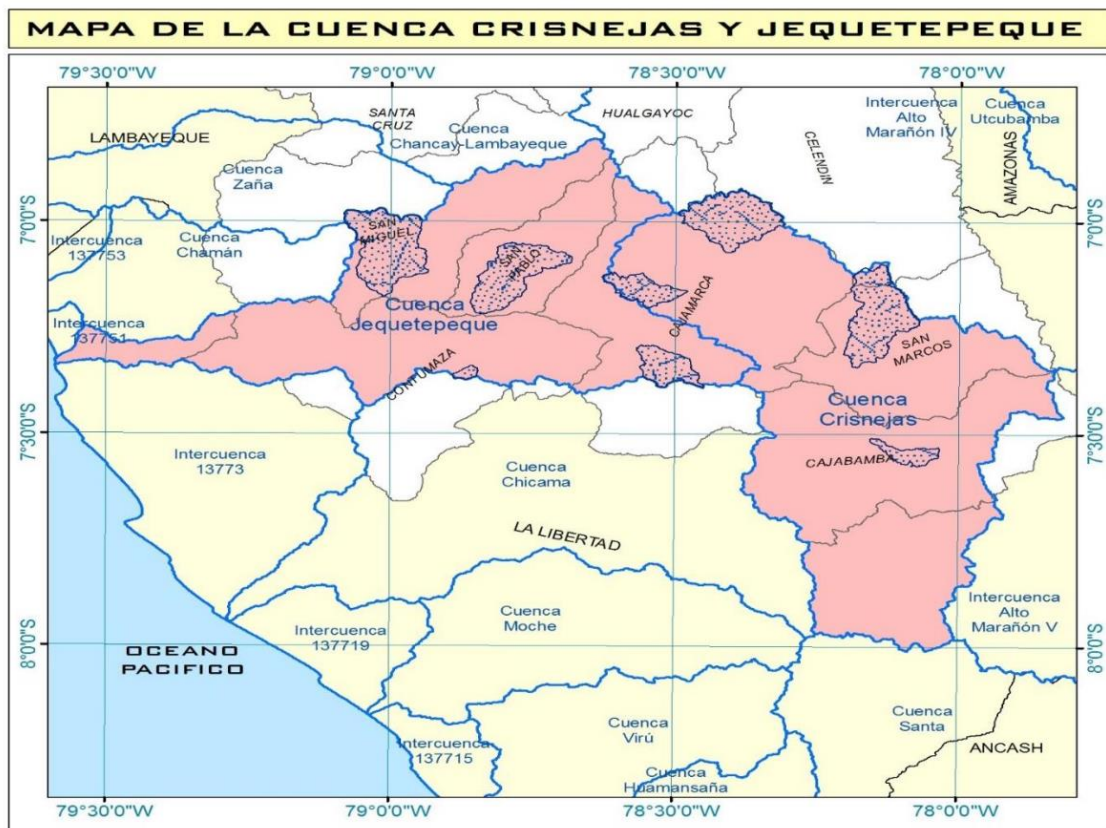 MAPA DE LA CUENCA CRISNEJAS Y JEQUETEPEQUE
79°30'0"W
79°0'0"W
78°30'0"W
78°0'0"W
LAMBAYEQUE
SANTA
CRUZ
Cuenca
Chancay-Lambayeque
HUALGAYOC
CELENDIN
Intercuenca
Alto
Marañón IV
Cuenca
Utcubamba
AMAZONAS
Cuenca
Zaña
7°0'0"S
7°0'0"S
Intercuenca
137753
Cuenca
Chamán
SAN
MIGUEL
SAN
PABLO
CAJAMARCA
Cuenca
Jequetepeque
Intercuenca
137751
SAN
MARCOS
CONTUMAZA
Cuenca
Crisnejas
7°30'0"S
7°30'0"S
Intercuenca
13773
Cuenca
Chicama
CAJABAMBA
LA LIBERTAD
Intercuenca
Alto
Marañón V
Cuenca
Moche
Intercuenca
137719
8°0'0"S
8°0'0"S
OCEANO
PACIFICO
Cuenca
Santa
Cuenca
Virú
Intercuenca
137715
ANCASH
Cuenca
Huamansaña
79°30'0"W
79°0'0"W
78°30'0"W
78°0'0"W